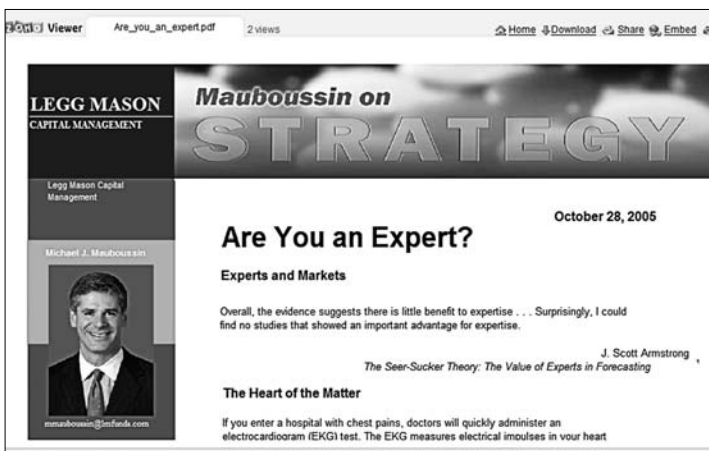 ZOHO Viewer Are_you_an_expert.pdf 2 views Home Download Share Embed
LEGG MASON
CAPITAL MANAGEMENT
Mauboussin on
STRATEGY
Legg Mason Capital
Management
October 28, 2005
Are You an Expert?
Michael J. Mauboussin
Experts and Markets
Overall, the evidence suggests there is little benefit to expertise . . . Surprisingly, I could
find no studies that showed an important advantage for expertise.
J. Scott Armstrong
The Seer-Sucker Theory: The Value of Experts in Forecasting
The Heart of the Matter
mmauboussin@lmfunds.com
If you enter a hospital with chest pains, doctors will quickly administer an
electrocardiogram (EKG) test. The EKG measures electrical impulses in your heart